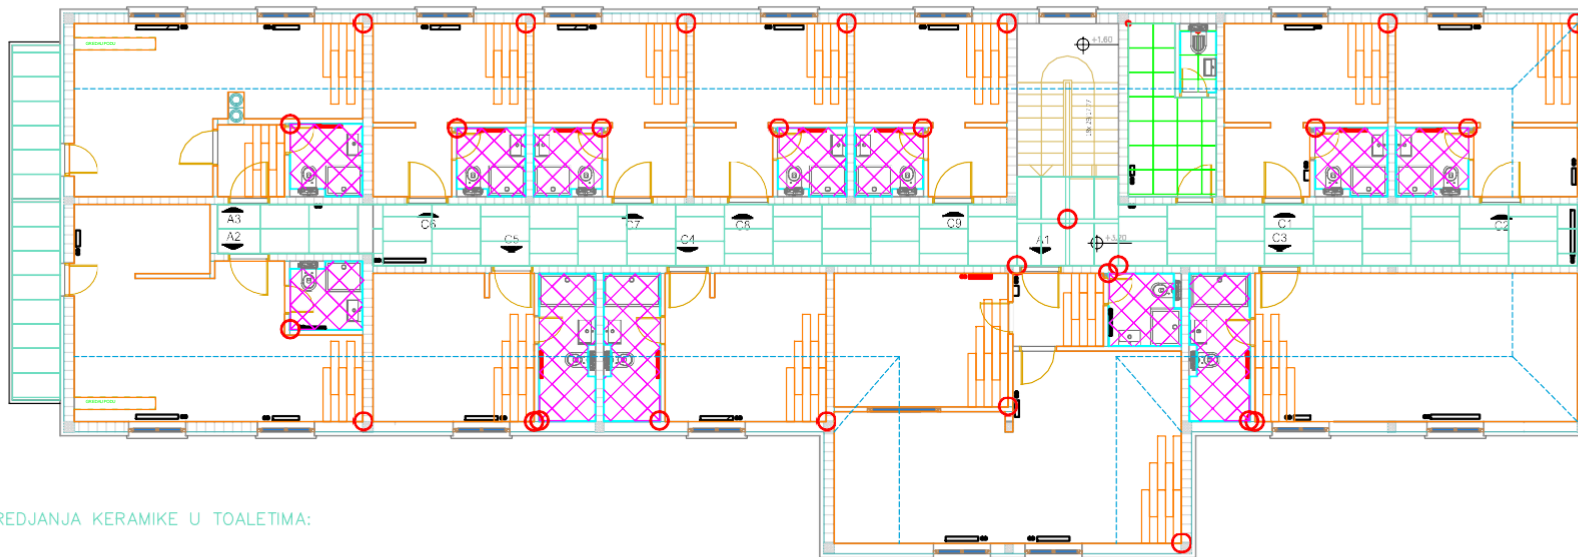 +1.60
A3
C6
C7
C8
C9
C1
C2
A2
C5
C4
A1
+3.20
C3
REDJANJA KERAMIKE U TOALETIMA: